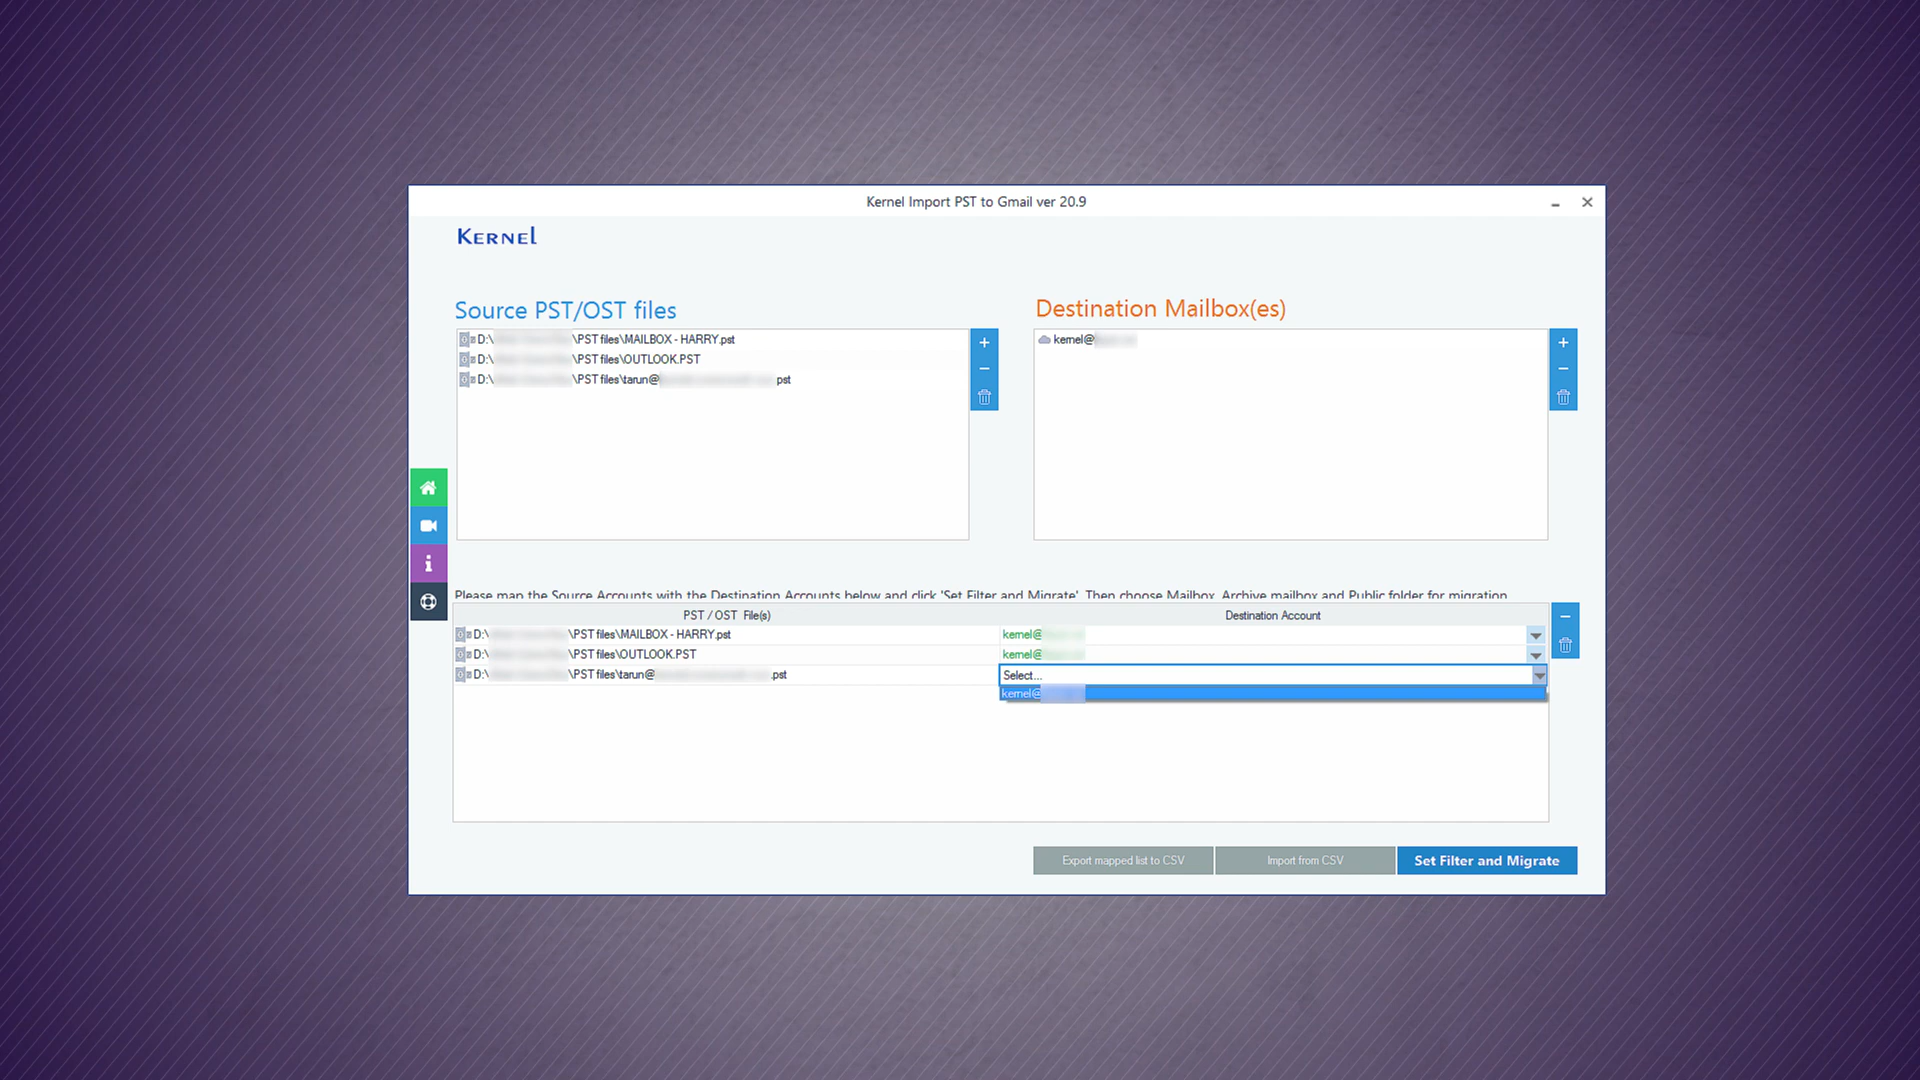 Kernel Import PST to Gmail ver 20.9
KERNEL
Source PST/OST files
Destination Mailbox(es)
D:\ \PST files\MAILBOX - HARRY.pst
D:\ \PST files\OUTLOOK.PST
D:\ \PST files\tarun@ pst
kernel@
Please map the Source Accounts with the Destination Accounts below and click 'Set Filter and Migrate'. Then choose Mailbox, Archive mailbox and Public folder for migration
PST / OST File(s)
Destination Account
D:\ \PST files\MAILBOX - HARRY.pst
kernel@
D:\ \PST files\OUTLOOK.PST
kernel@
D:\ \PST files\tarun@ .pst
Select...
kernel@
Export mapped list to CSV
Import from CSV
Set Filter and Migrate